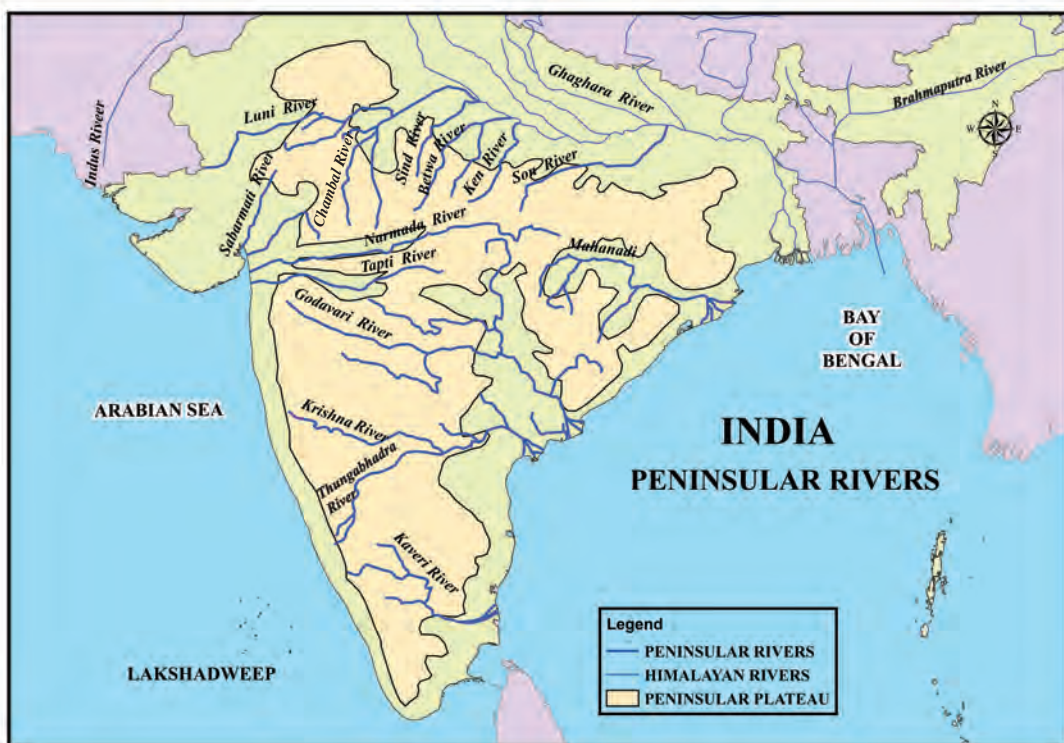 Ghaghara River
Brahmaputra River
Indus Riveer
Luni River
N
W E
S
Sabarmati River
Chambal River
Sind River
Betwa River
Ken River
Son River
Narmada River
Tapti River
Mahanadi
Godavari River
BAY
OF
BENGAL
ARABIAN SEA
Krishna River
Thungabhadra
River
INDIA
PENINSULAR RIVERS
Kaveri River
LAKSHADWEEP
Legend
PENINSULAR RIVERS
HIMALAYAN RIVERS
PENINSULAR PLATEAU